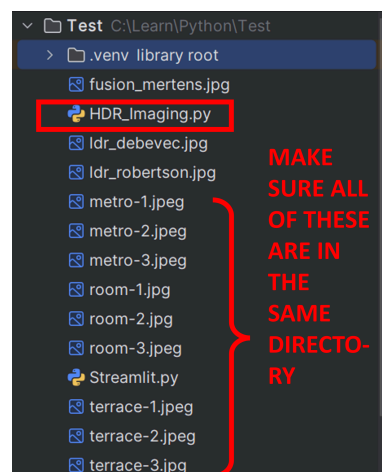 Test C:\Learn\Python\Test
.venv library root
fusion_mertens.jpg
HDR_Imaging.py
ldr_debevec.jpg
ldr_robertson.jpg
metro-1.jpeg
metro-2.jpeg
metro-3.jpeg
room-1.jpg
room-2.jpg
room-3.jpeg
Streamlit.py
terrace-1.jpeg
terrace-2.jpeg
terrace-3.jpg
MAKE
SURE ALL
OF THESE
ARE IN
THE
SAME
DIRECTO-
RY